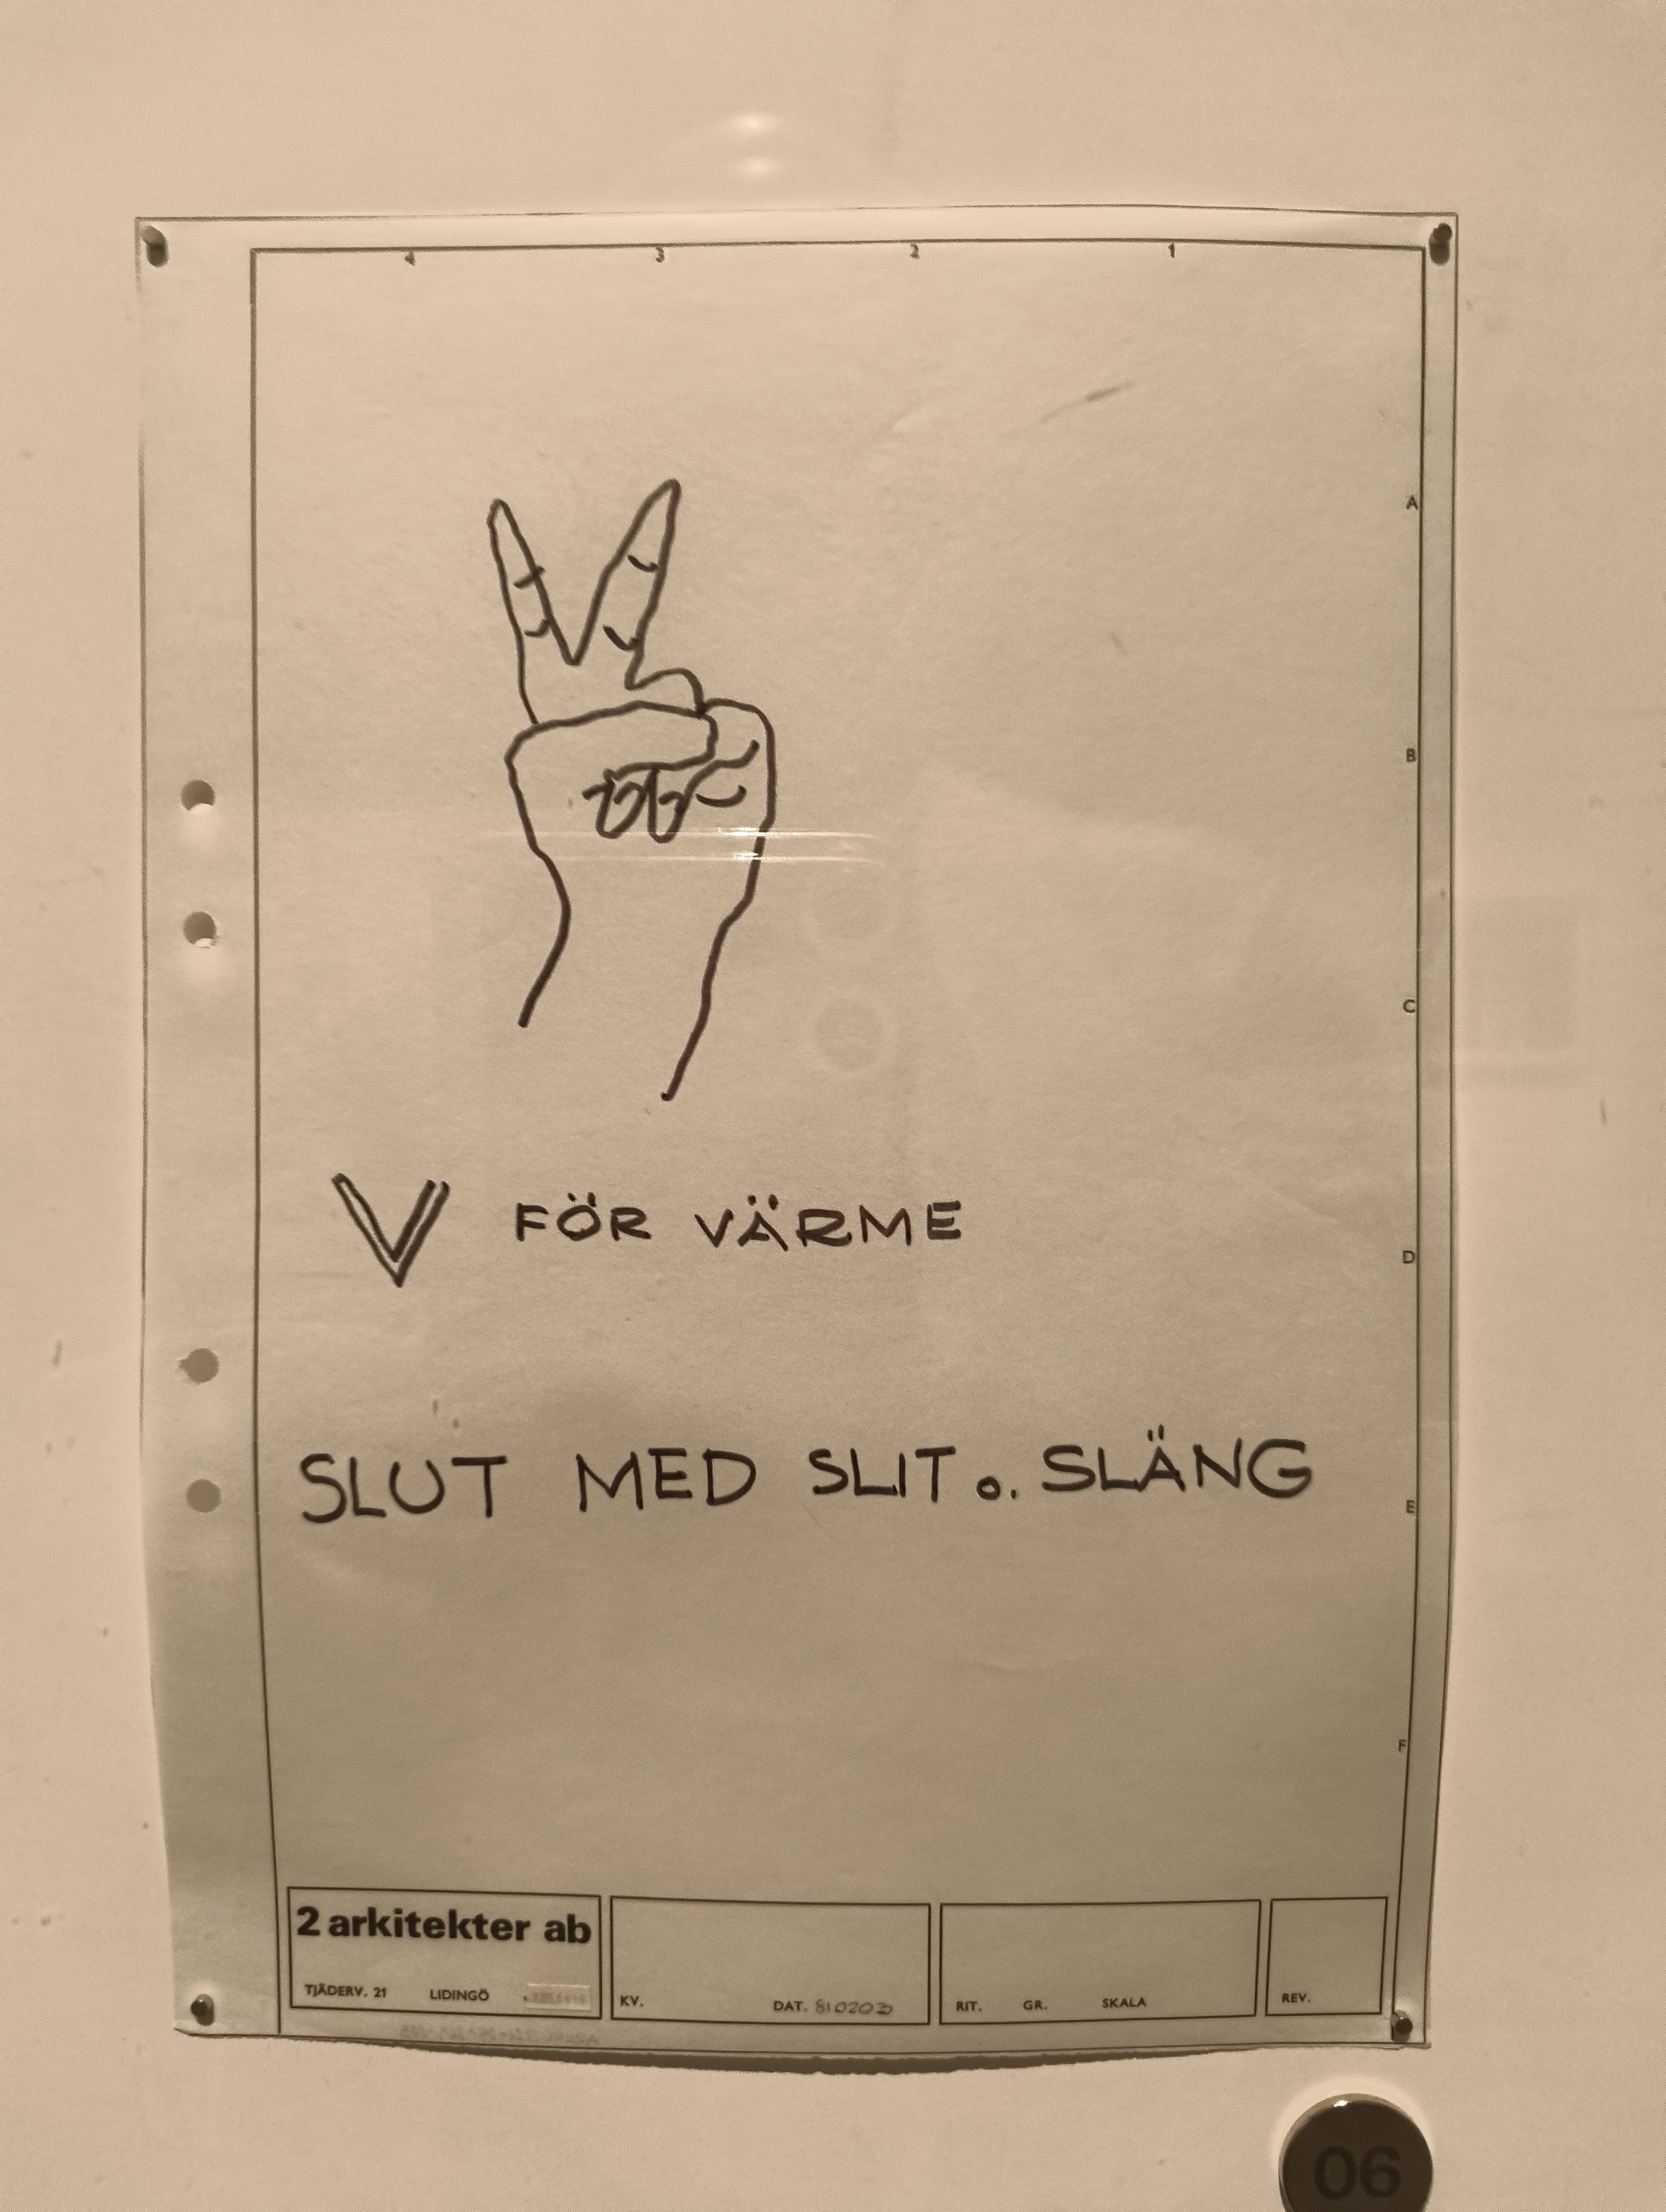 4 3 2 1
A
B
C
V FÖR VÄRME
D
SLUT MED SLIT o. SLÄNG
E
F
2 arkitekter ab
TJÄDERV. 21 LIDINGÖ
KV. DAT. 810203
RIT. GR. SKALA
REV.
06